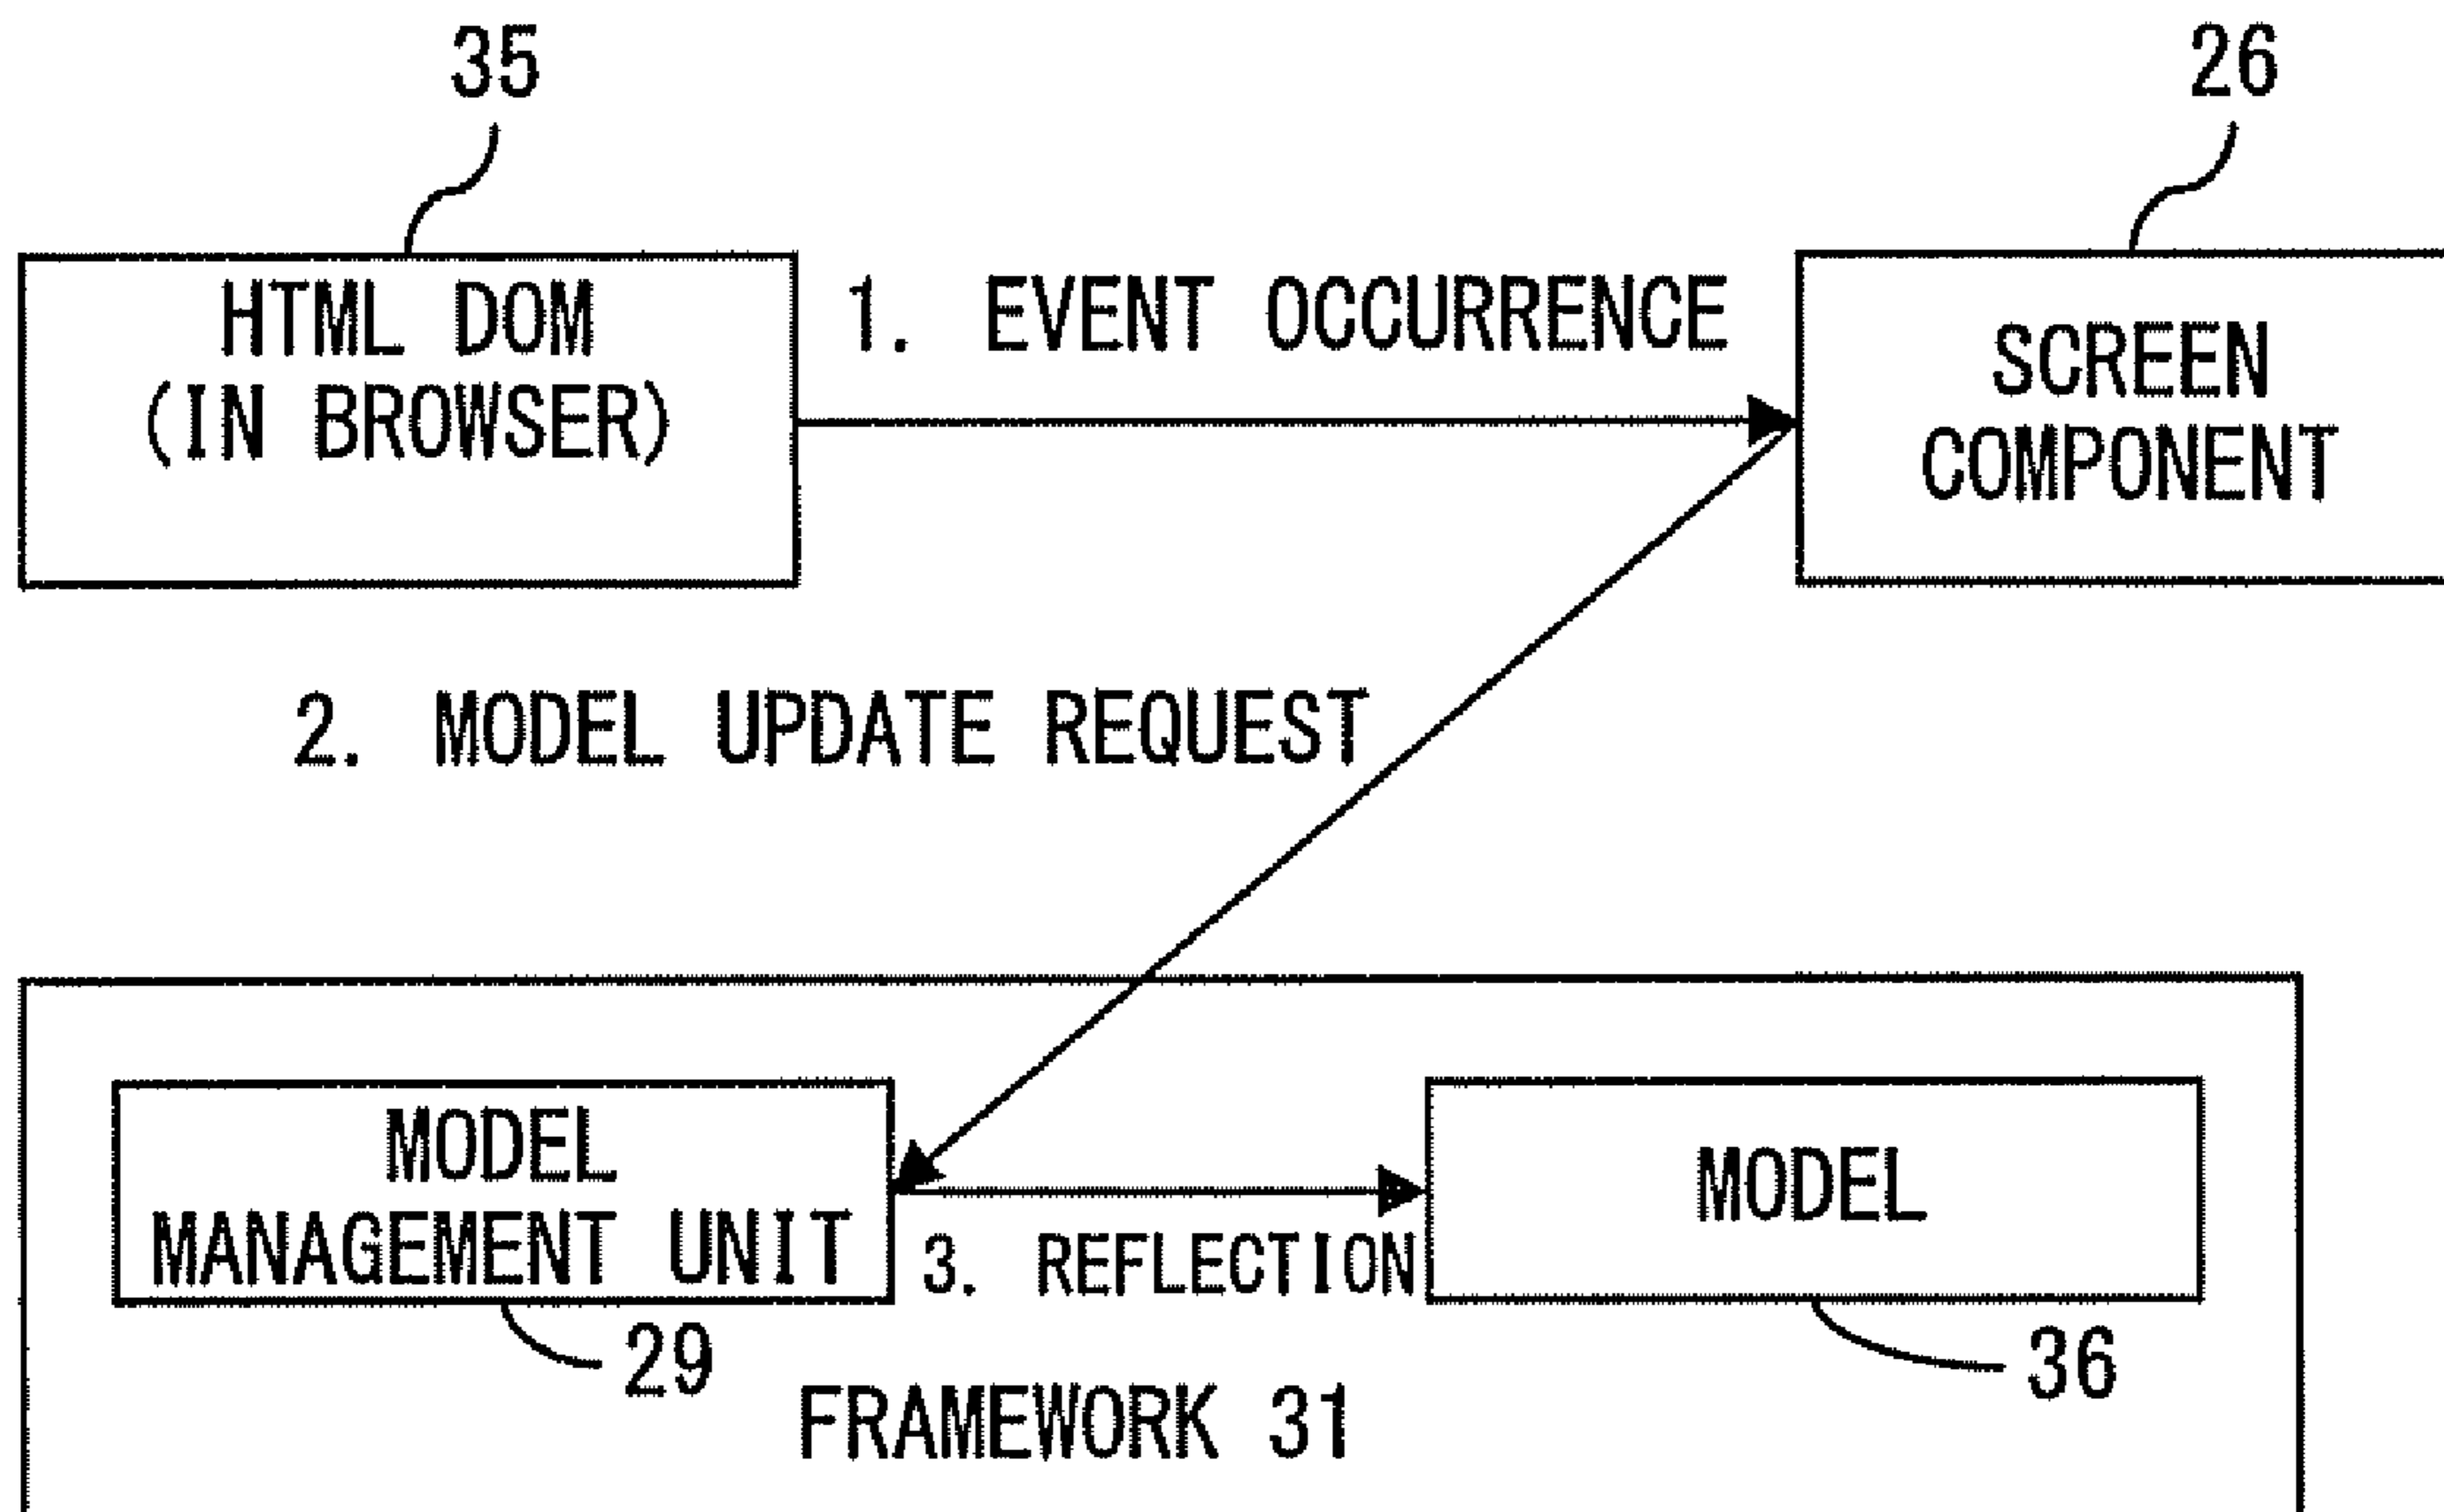 35
26
HTML DOM
(IN BROWSER)
1. EVENT OCCURRENCE
SCREEN
COMPONENT
2. MODEL UPDATE REQUEST
MODEL
MANAGEMENT UNIT
3. REFLECTION
MODEL
29
36
FRAMEWORK 31